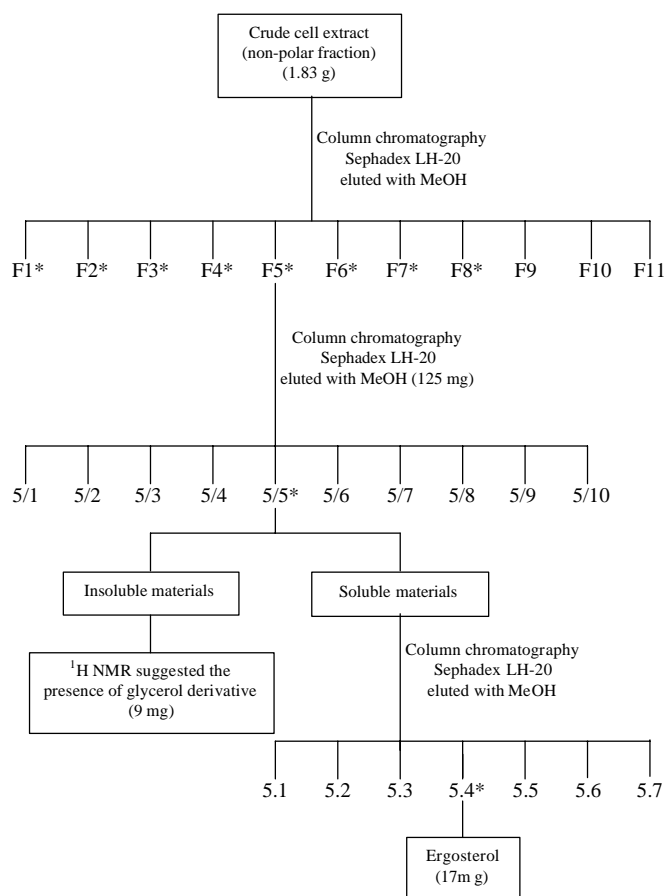 Crude cell extract
(non-polar fraction)
(1.83 g)
Column chromatography
Sephadex LH-20
eluted with MeOH
F1* F2* F3* F4* F5* F6* F7* F8* F9 F10 F11
Column chromatography
Sephadex LH-20
eluted with MeOH (125 mg)
5/1 5/2 5/3 5/4 5/5* 5/6 5/7 5/8 5/9 5/10
Insoluble materials
Soluble materials
¹H NMR suggested the
presence of glycerol derivative
(9 mg)
Column chromatography
Sephadex LH-20
eluted with MeOH
5.1 5.2 5.3 5.4* 5.5 5.6 5.7
Ergosterol
(17m g)